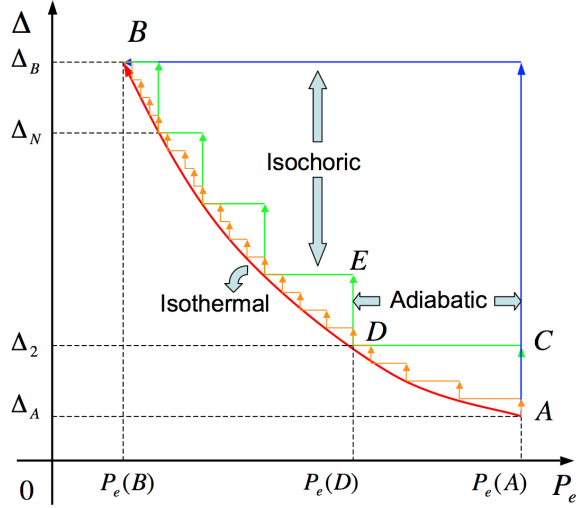 Δ
B
Δ_B
Δ_N
Isochoric
E
Isothermal
Adiabatic
D
C
Δ_2
Δ_A
A
0
P_e(B)
P_e(D)
P_e(A)
P_e